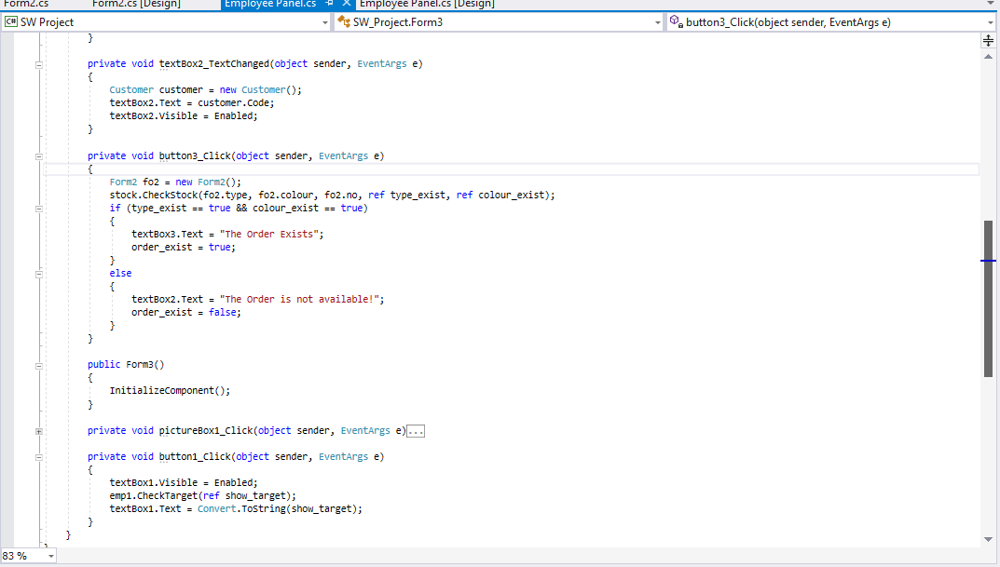 Form2.cs Form2.cs [Design] Employee Panel.cs Employee Panel.cs [Design]
C# SW Project SW_Project.Form3 button3_Click(object sender, EventArgs e)
}
private void textBox2_TextChanged(object sender, EventArgs e)
{
Customer customer = new Customer();
textBox2.Text = customer.Code;
textBox2.Visible = Enabled;
}
private void button3_Click(object sender, EventArgs e)
{
Form2 fo2 = new Form2();
stock.CheckStock(fo2.type, fo2.colour, fo2.no, ref type_exist, ref colour_exist);
if (type_exist == true && colour_exist == true)
{
textBox3.Text = "The Order Exists";
order_exist = true;
}
else
{
textBox2.Text = "The Order is not available!";
order_exist = false;
}
}
public Form3()
{
InitializeComponent();
}
private void pictureBox1_Click(object sender, EventArgs e)...
private void button1_Click(object sender, EventArgs e)
{
textBox1.Visible = Enabled;
emp1.CheckTarget(ref show_target);
textBox1.Text = Convert.ToString(show_target);
}
}
83 %